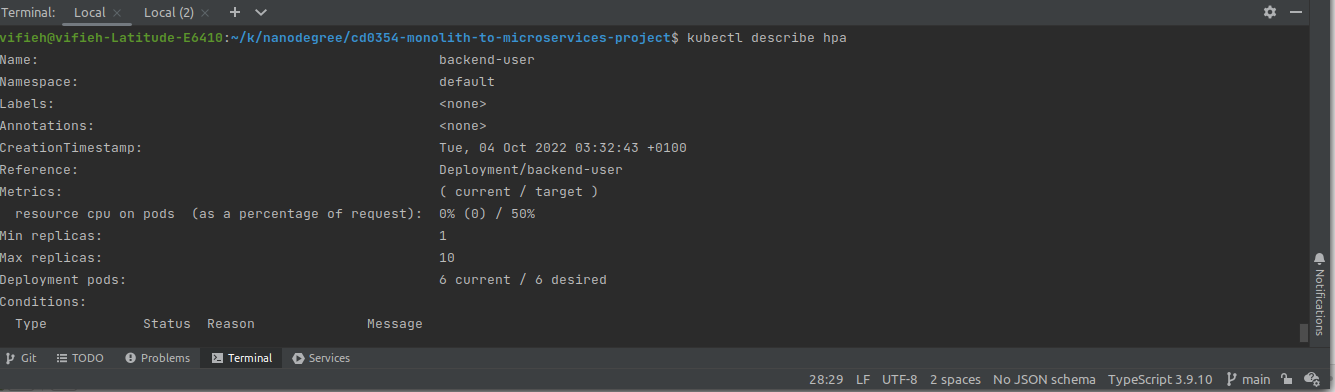 Terminal: Local × Local (2) ×
vifieh@vifieh-Latitude-E6410:~/k/nanodegree/cd0354-monolith-to-microservices-project$ kubectl describe hpa
Name: backend-user
Namespace: default
Labels: <none>
Annotations: <none>
CreationTimestamp: Tue, 04 Oct 2022 03:32:43 +0100
Reference: Deployment/backend-user
Metrics: ( current / target )
resource cpu on pods (as a percentage of request): 0% (0) / 50%
Min replicas: 1
Max replicas: 10
Deployment pods: 6 current / 6 desired
Conditions:
Type Status Reason Message
Notifications
Git TODO Problems Terminal Services
28:29 LF UTF-8 2 spaces No JSON schema TypeScript 3.9.10 main